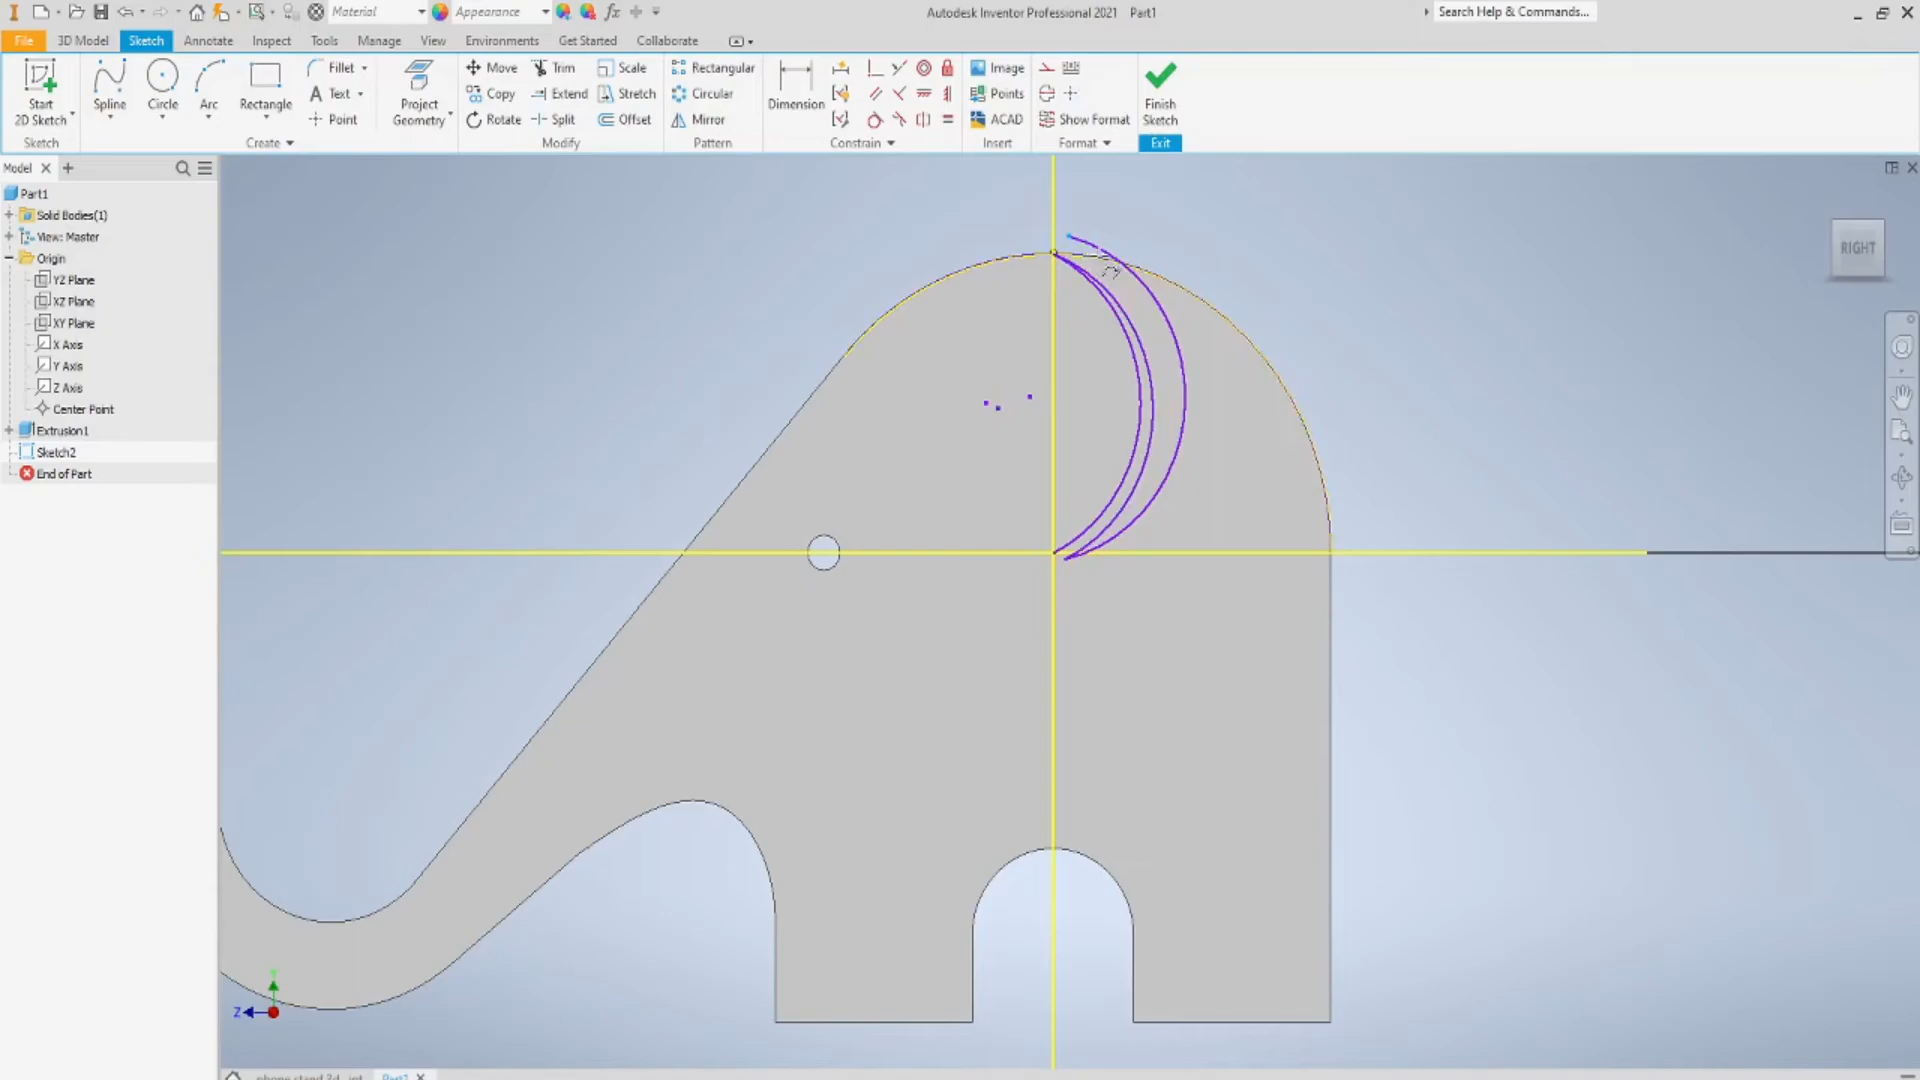 Material
Appearance
Autodesk Inventor Professional 2021 Part1
Search Help & Commands...
File
3D Model
Sketch
Annotate
Inspect
Tools
Manage
View
Environments
Get Started
Collaborate
Start
2D Sketch
Spline
Circle
Arc
Rectangle
Fillet
Text
Point
Project
Geometry
Move
Trim
Scale
Copy
Extend
Stretch
Rotate
Split
Offset
Rectangular
Circular
Mirror
Dimension
Image
Points
ACAD
Show Format
Finish
Sketch
Sketch
Create
Modify
Pattern
Constrain
Insert
Format
Exit
Model
Part1
Solid Bodies(1)
View: Master
Origin
YZ Plane
XZ Plane
XY Plane
X Axis
Y Axis
Z Axis
Center Point
Extrusion1
Sketch2
End of Part
RIGHT
Y
Z
Part1